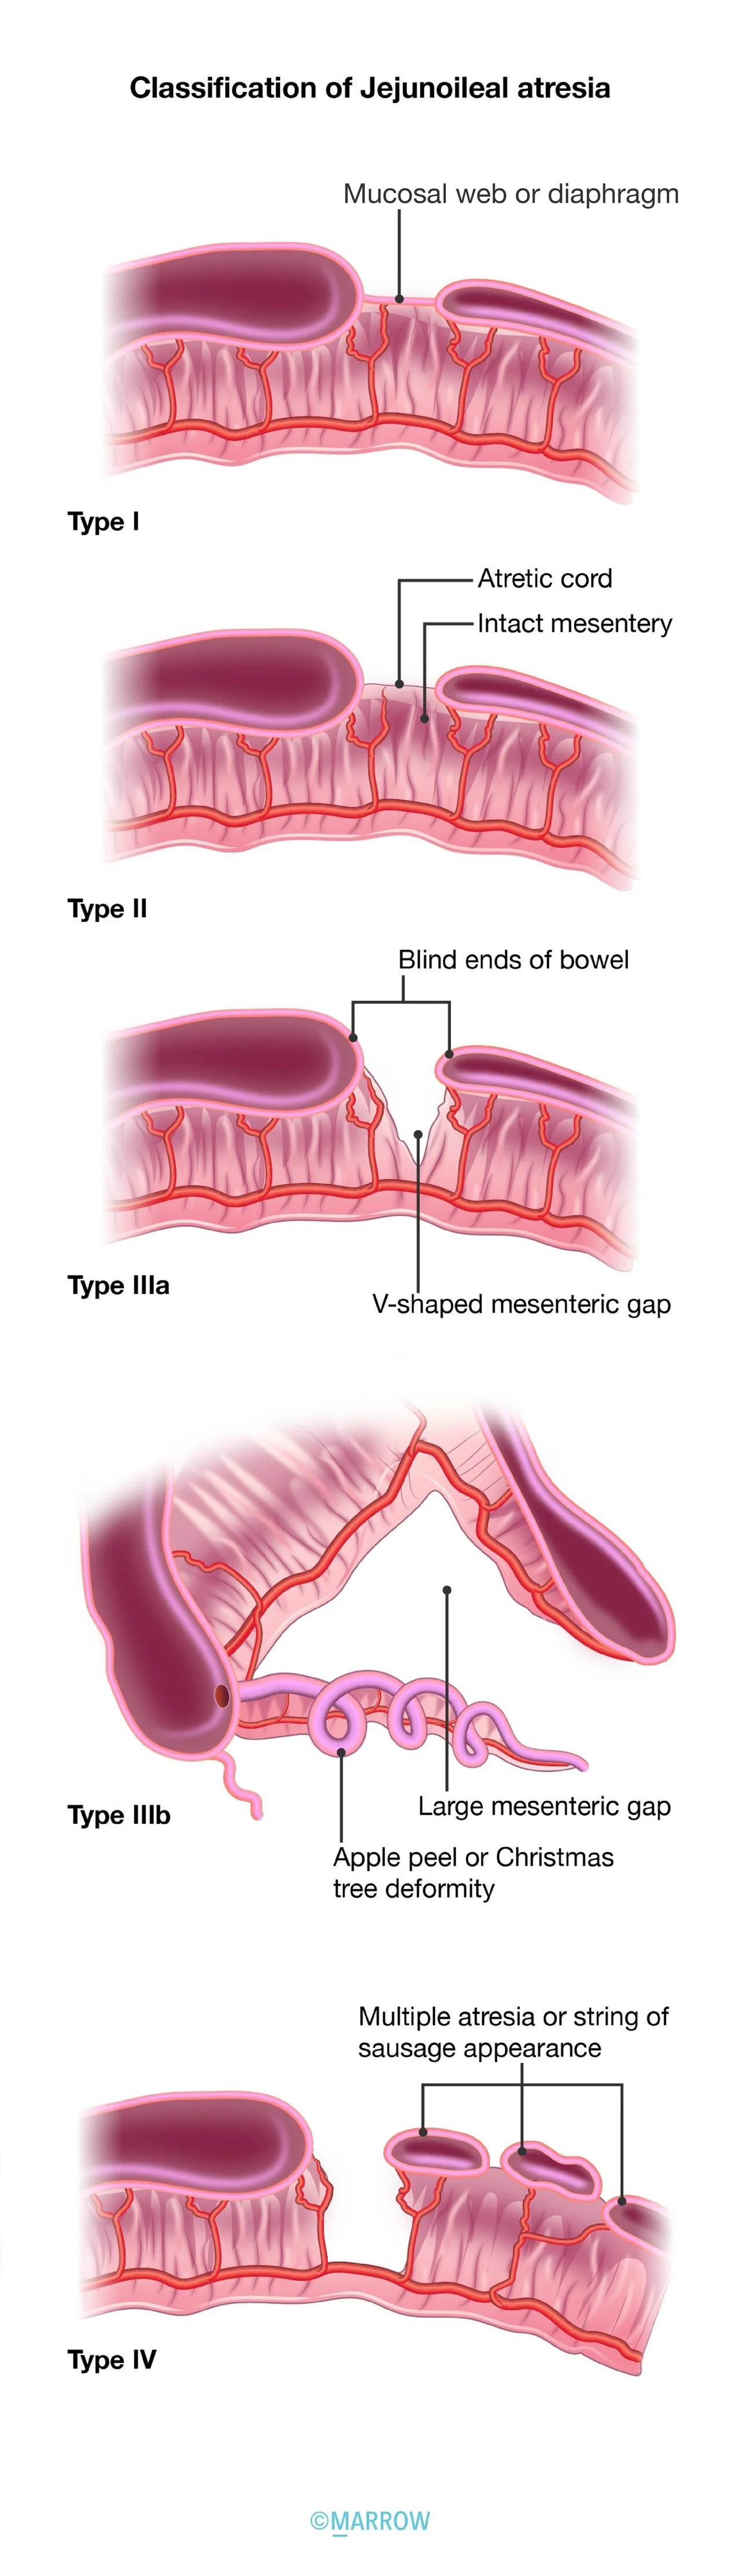 Classification of Jejunoileal atresia
Mucosal web or diaphragm
Type I
Atretic cord
Intact mesentery
Type II
Blind ends of bowel
Type IIIa
V-shaped mesenteric gap
Type IIIb
Large mesenteric gap
Apple peel or Christmas
tree deformity
Multiple atresia or string of
sausage appearance
Type IV
©MARROW